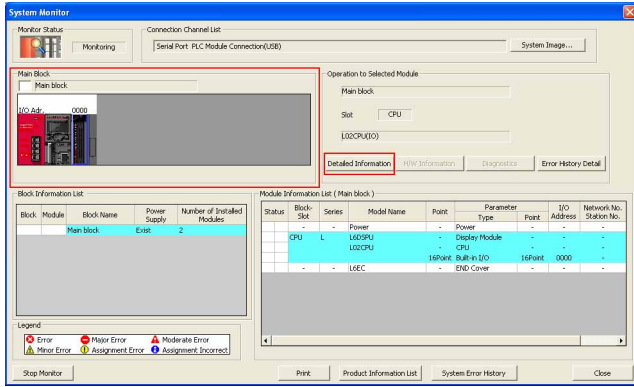 System Monitor
Monitor Status
Monitoring
Connection Channel List
Serial Port PLC Module Connection(USB)
System Image...
Main Block
Main block
I/O Adr. 0000
Operation to Selected Module
Main block
Slot CPU
L02CPU(IO)
Detailed Information H/W Information Diagnostics Error History Detail
Block Information List
Block Module Block Name Power Supply Number of Installed Modules
Main block Exist 2
Module Information List ( Main block )
Status Block-Slot Series Model Name Point Parameter Type Point I/O Address Network No. Station No.
- - Power - Power - - -
CPU L L6DSPU - Display Module - - -
L02CPU - CPU - - -
16Point Built-in I/O 16Point 0000 -
- - L6EC - END Cover - - -
Legend
Error Major Error Moderate Error
Minor Error Assignment Error Assignment Incorrect
Stop Monitor Print Product Information List System Error History Close